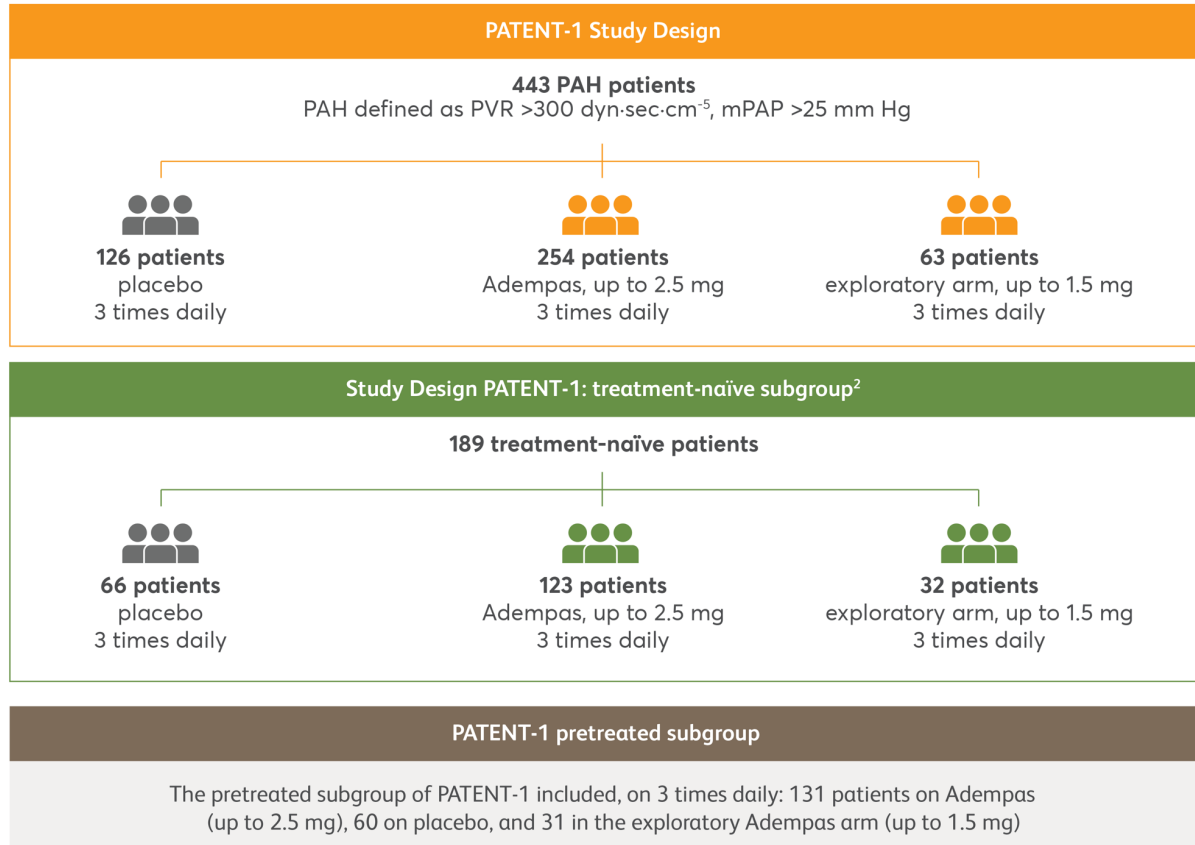 PATENT-1 Study Design
443 PAH patients
PAH defined as PVR >300 dyn·sec·cm⁻⁵, mPAP >25 mm Hg
126 patients
placebo
3 times daily
254 patients
Adempas, up to 2.5 mg
3 times daily
63 patients
exploratory arm, up to 1.5 mg
3 times daily
Study Design PATENT-1: treatment-naïve subgroup²
189 treatment-naïve patients
66 patients
placebo
3 times daily
123 patients
Adempas, up to 2.5 mg
3 times daily
32 patients
exploratory arm, up to 1.5 mg
3 times daily
PATENT-1 pretreated subgroup
The pretreated subgroup of PATENT-1 included, on 3 times daily: 131 patients on Adempas
(up to 2.5 mg), 60 on placebo, and 31 in the exploratory Adempas arm (up to 1.5 mg)